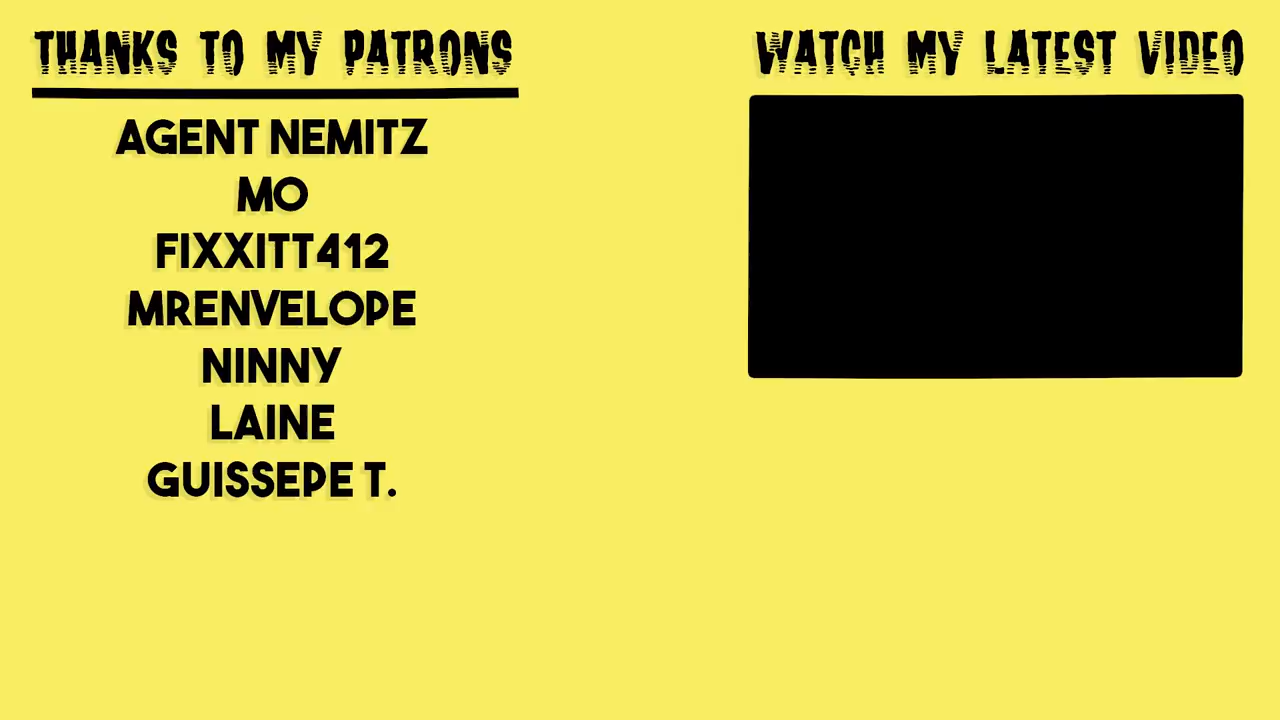 THANKS TO MY PATRONS
AGENT NEMITZ
MO
FIXXITT412
MRENVELOPE
NINNY
LAINE
GUISSEPE T.
WATCH MY LATEST VIDEO